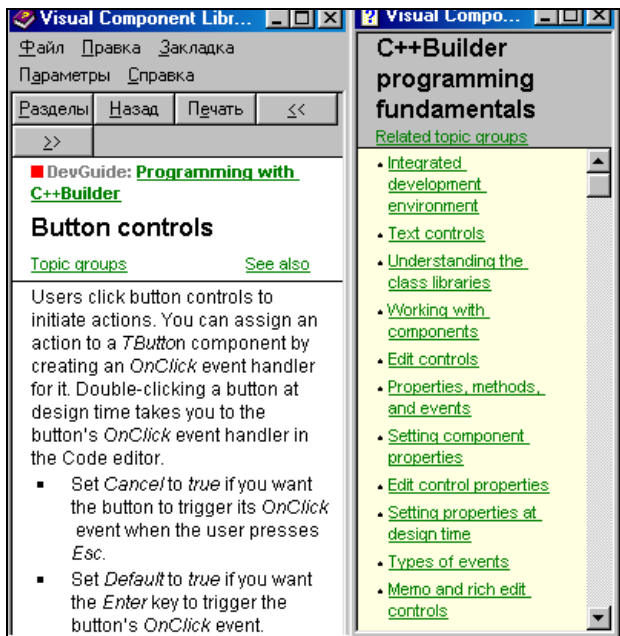 Visual Component Libr...
Файл Правка Закладка
Параметры Справка
Разделы Назад Печать <<
>>
DevGuide: Programming with
C++Builder
Button controls
Topic groups See also
Users click button controls to
initiate actions. You can assign an
action to a TButton component by
creating an OnClick event handler
for it. Double-clicking a button at
design time takes you to the
button's OnClick event handler in
the Code editor.
▪ Set Cancel to true if you want
the button to trigger its OnClick
event when the user presses
Esc.
▪ Set Default to true if you want
the Enter key to trigger the
button's OnClick event.
Visual Compo...
C++Builder
programming
fundamentals
Related topic groups
• Integrated
development
environment
• Text controls
• Understanding the
class libraries
• Working with
components
• Edit controls
• Properties, methods,
and events
• Setting component
properties
• Edit control properties
• Setting properties at
design time
• Types of events
• Memo and rich edit
controls